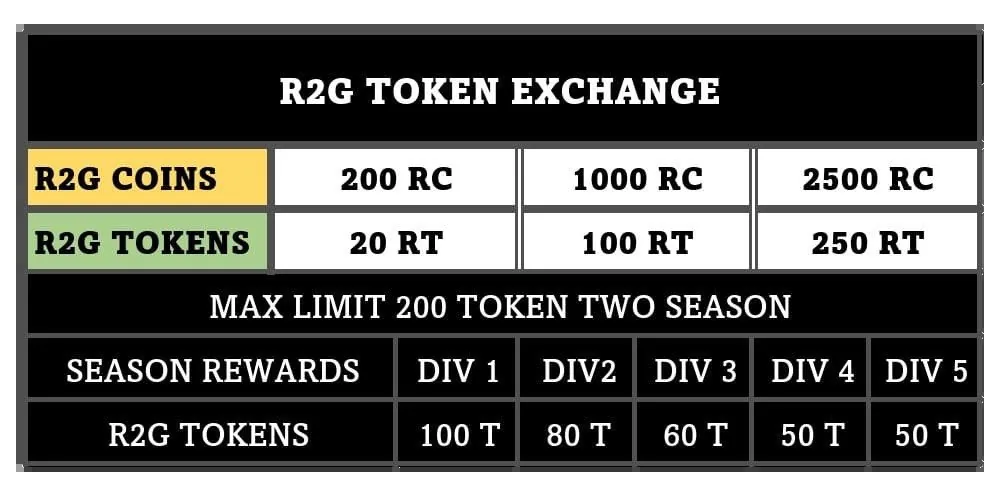 R2G TOKEN EXCHANGE
R2G COINS 200 RC 1000 RC 2500 RC
R2G TOKENS 20 RT 100 RT 250 RT
MAX LIMIT 200 TOKEN TWO SEASON
SEASON REWARDS DIV 1 DIV2 DIV 3 DIV 4 DIV 5
R2G TOKENS 100 T 80 T 60 T 50 T 50 T